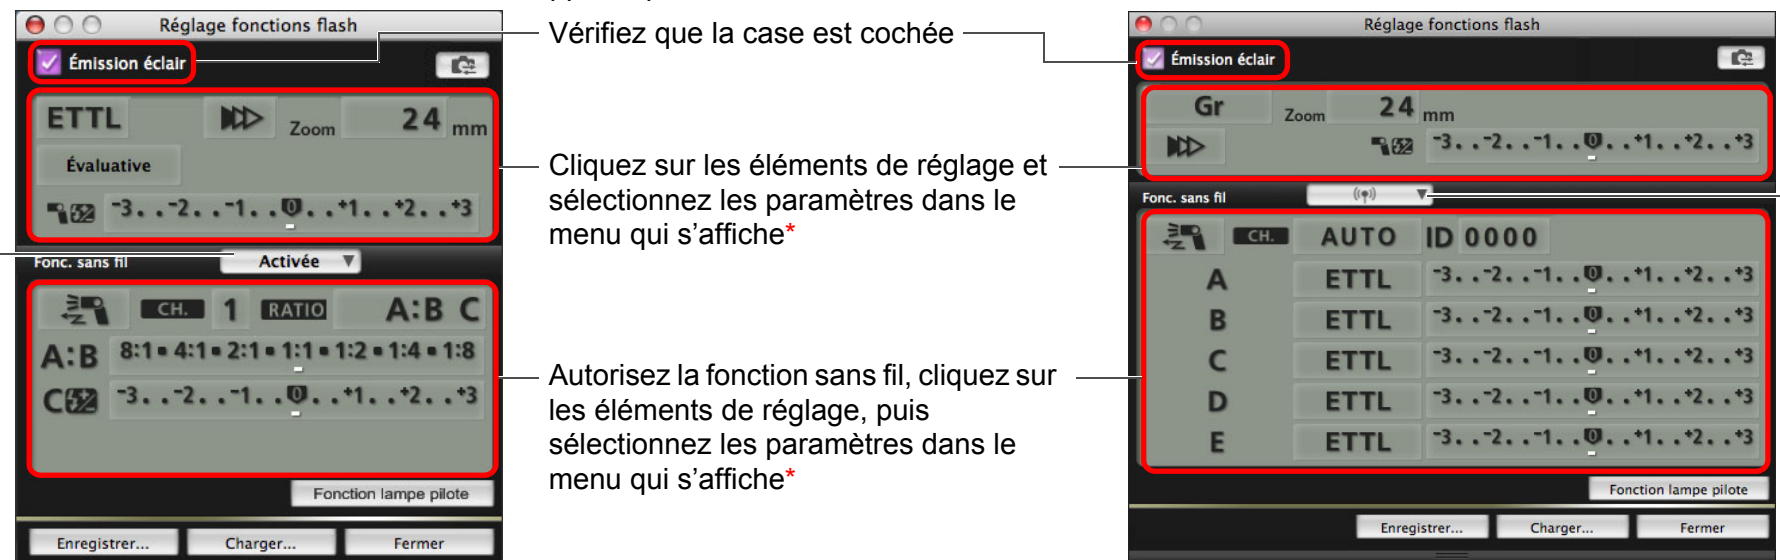 Réglage fonctions flash
Émission éclair
ETTL
Zoom 24 mm
Évaluative
-3..-2..-1..0..+1..+2..+3
Fonc. sans fil Activée
CH. 1 RATIO A:B C
A:B 8:1▪4:1▪2:1▪1:1▪1:2▪1:4▪1:8
C -3..-2..-1..0..+1..+2..+3
Fonction lampe pilote
Enregistrer... Charger... Fermer
Vérifiez que la case est cochée
Cliquez sur les éléments de réglage et
sélectionnez les paramètres dans le
menu qui s’affiche*
Autorisez la fonction sans fil, cliquez sur
les éléments de réglage, puis
sélectionnez les paramètres dans le
menu qui s’affiche*
Réglage fonctions flash
Émission éclair
Gr Zoom 24 mm
-3..-2..-1..0..+1..+2..+3
Fonc. sans fil
CH. AUTO ID 0000
A ETTL -3..-2..-1..0..+1..+2..+3
B ETTL -3..-2..-1..0..+1..+2..+3
C ETTL -3..-2..-1..0..+1..+2..+3
D ETTL -3..-2..-1..0..+1..+2..+3
E ETTL -3..-2..-1..0..+1..+2..+3
Fonction lampe pilote
Enregistrer... Charger... Fermer